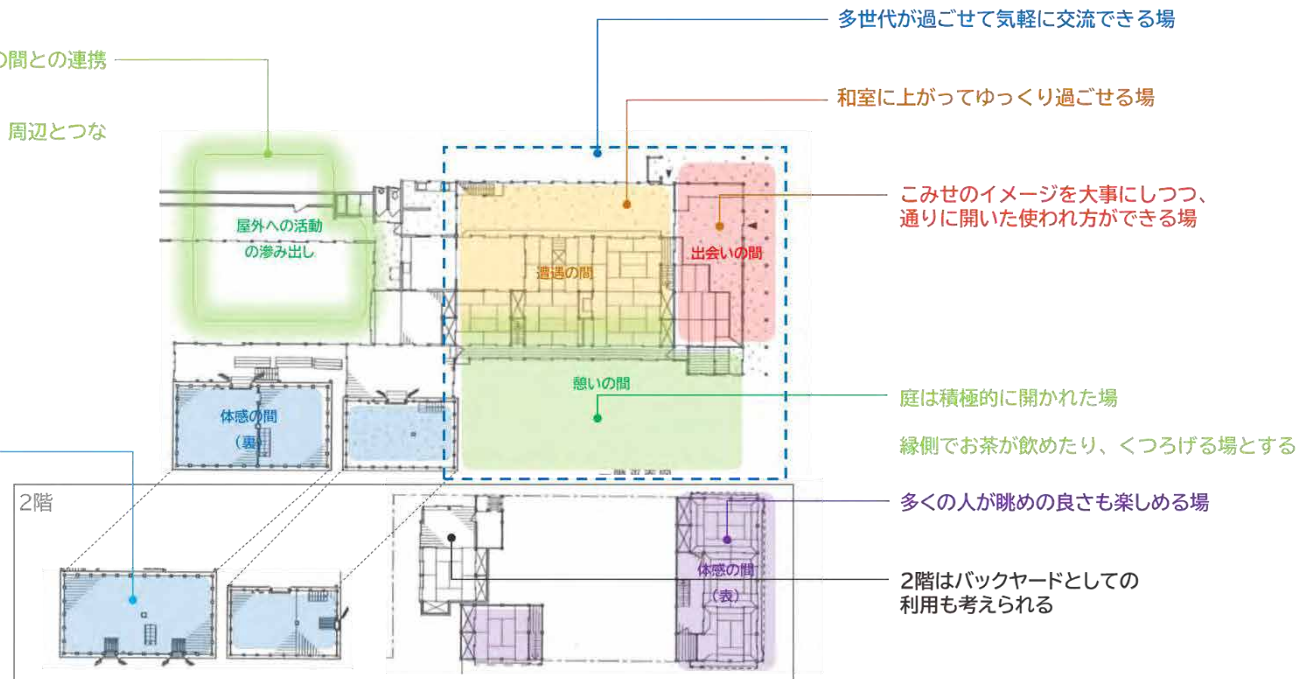 多世代が過ごせて気軽に交流できる場
の間との連携
和室に上がってゆっくり過ごせる場
周辺とつな
こみせのイメージを大事にしつつ、
通りに開いた使われ方ができる場
屋外への活動
の滲み出し
遭遇の間
出会いの間
憩いの間
体感の間
（裏）
庭は積極的に開かれた場
縁側でお茶が飲めたり、くつろげる場とする
2階
多くの人が眺めの良さも楽しめる場
体感の間
（表）
2階はバックヤードとしての
利用も考えられる